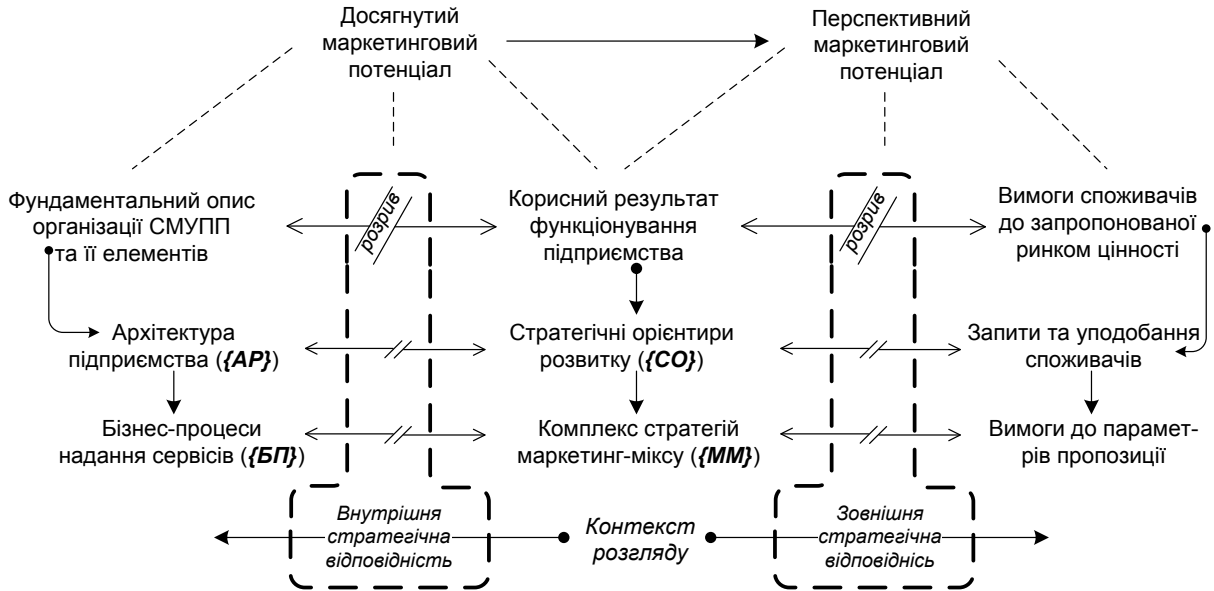 Досягнутий
маркетинговий
потенціал
Перспективний
маркетинговий
потенціал
Фундаментальний опис
організації СМУПП
та її елементів
розрив
Корисний результат
функціонування
підприємства
розрив
Вимоги споживачів
до запропонованої
ринком цінності
Архітектура
підприємства ({АР})
Стратегічні орієнтири
розвитку ({СО})
Запити та уподобання
споживачів
Бізнес-процеси
надання сервісів ({БП})
Комплекс стратегій
маркетинг-міксу ({ММ})
Вимоги до парамет-
рів пропозиції
Внутрішня
стратегічна
відповідність
Контекст
розгляду
Зовнішня
стратегічна
відповіднісь